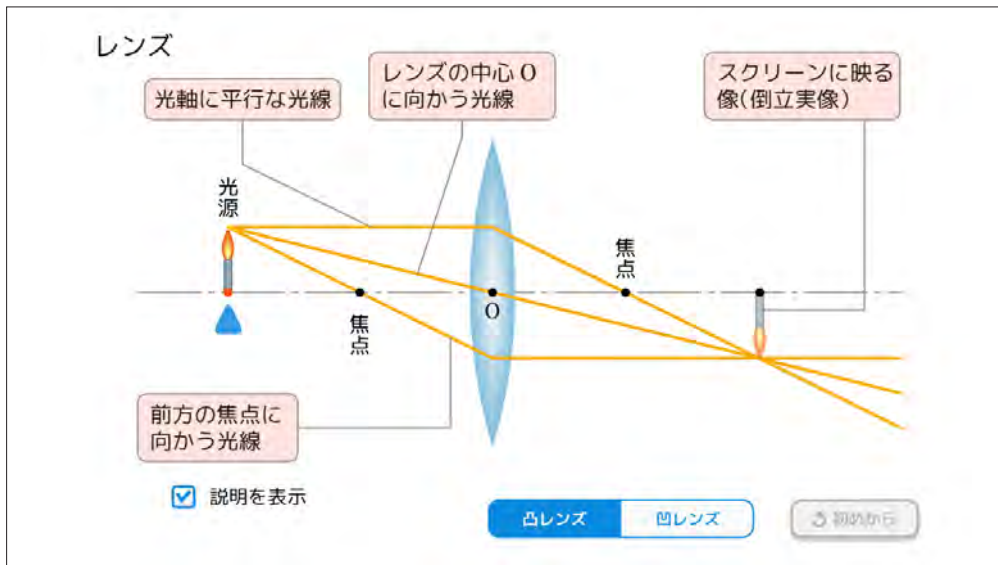 レンズ
光軸に平行な光線
レンズの中心 O
に向かう光線
スクリーンに映る
像(倒立実像)
光源
焦点
焦点
O
前方の焦点に
向かう光線
説明を表示
凸レンズ
凹レンズ
初めから